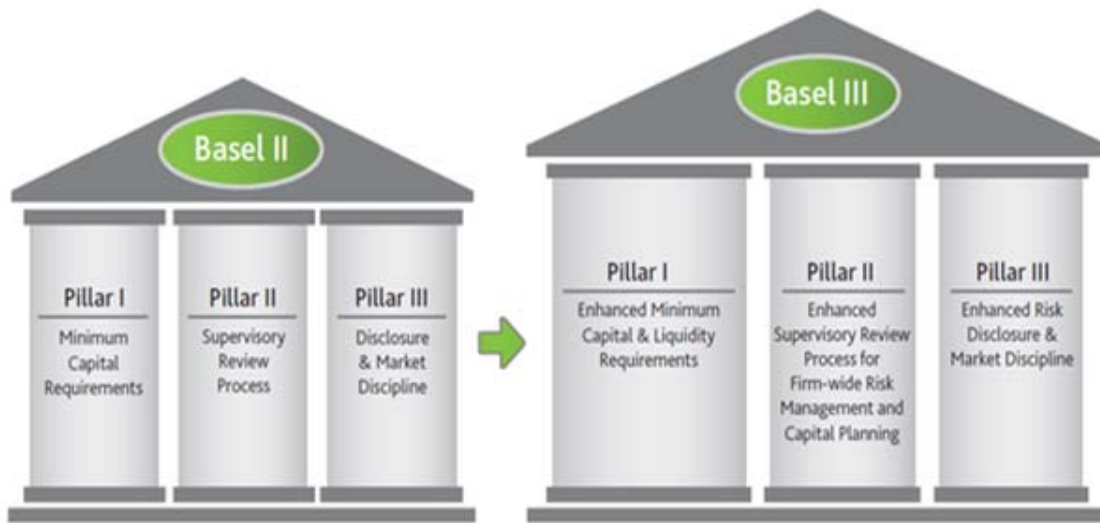 Basel II
Pillar I
Minimum
Capital
Requirements
Pillar II
Supervisory
Review
Process
Pillar III
Disclosure
& Market
Discipline
Basel III
Pillar I
Enhanced Minimum
Capital & Liquidity
Requirements
Pillar II
Enhanced
Supervisory Review
Process for
Firm-wide Risk
Management and
Capital Planning
Pillar III
Enhanced Risk
Disclosure &
Market Discipline